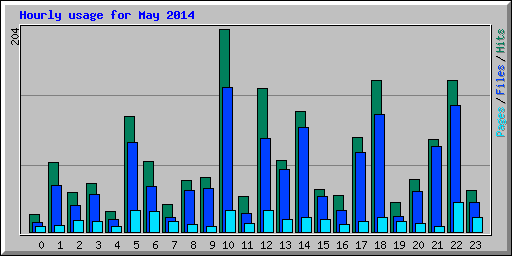 Hourly usage for May 2014
204
Pages/Files/Hits
0 1 2 3 4 5 6 7 8 9 10 11 12 13 14 15 16 17 18 19 20 21 22 23